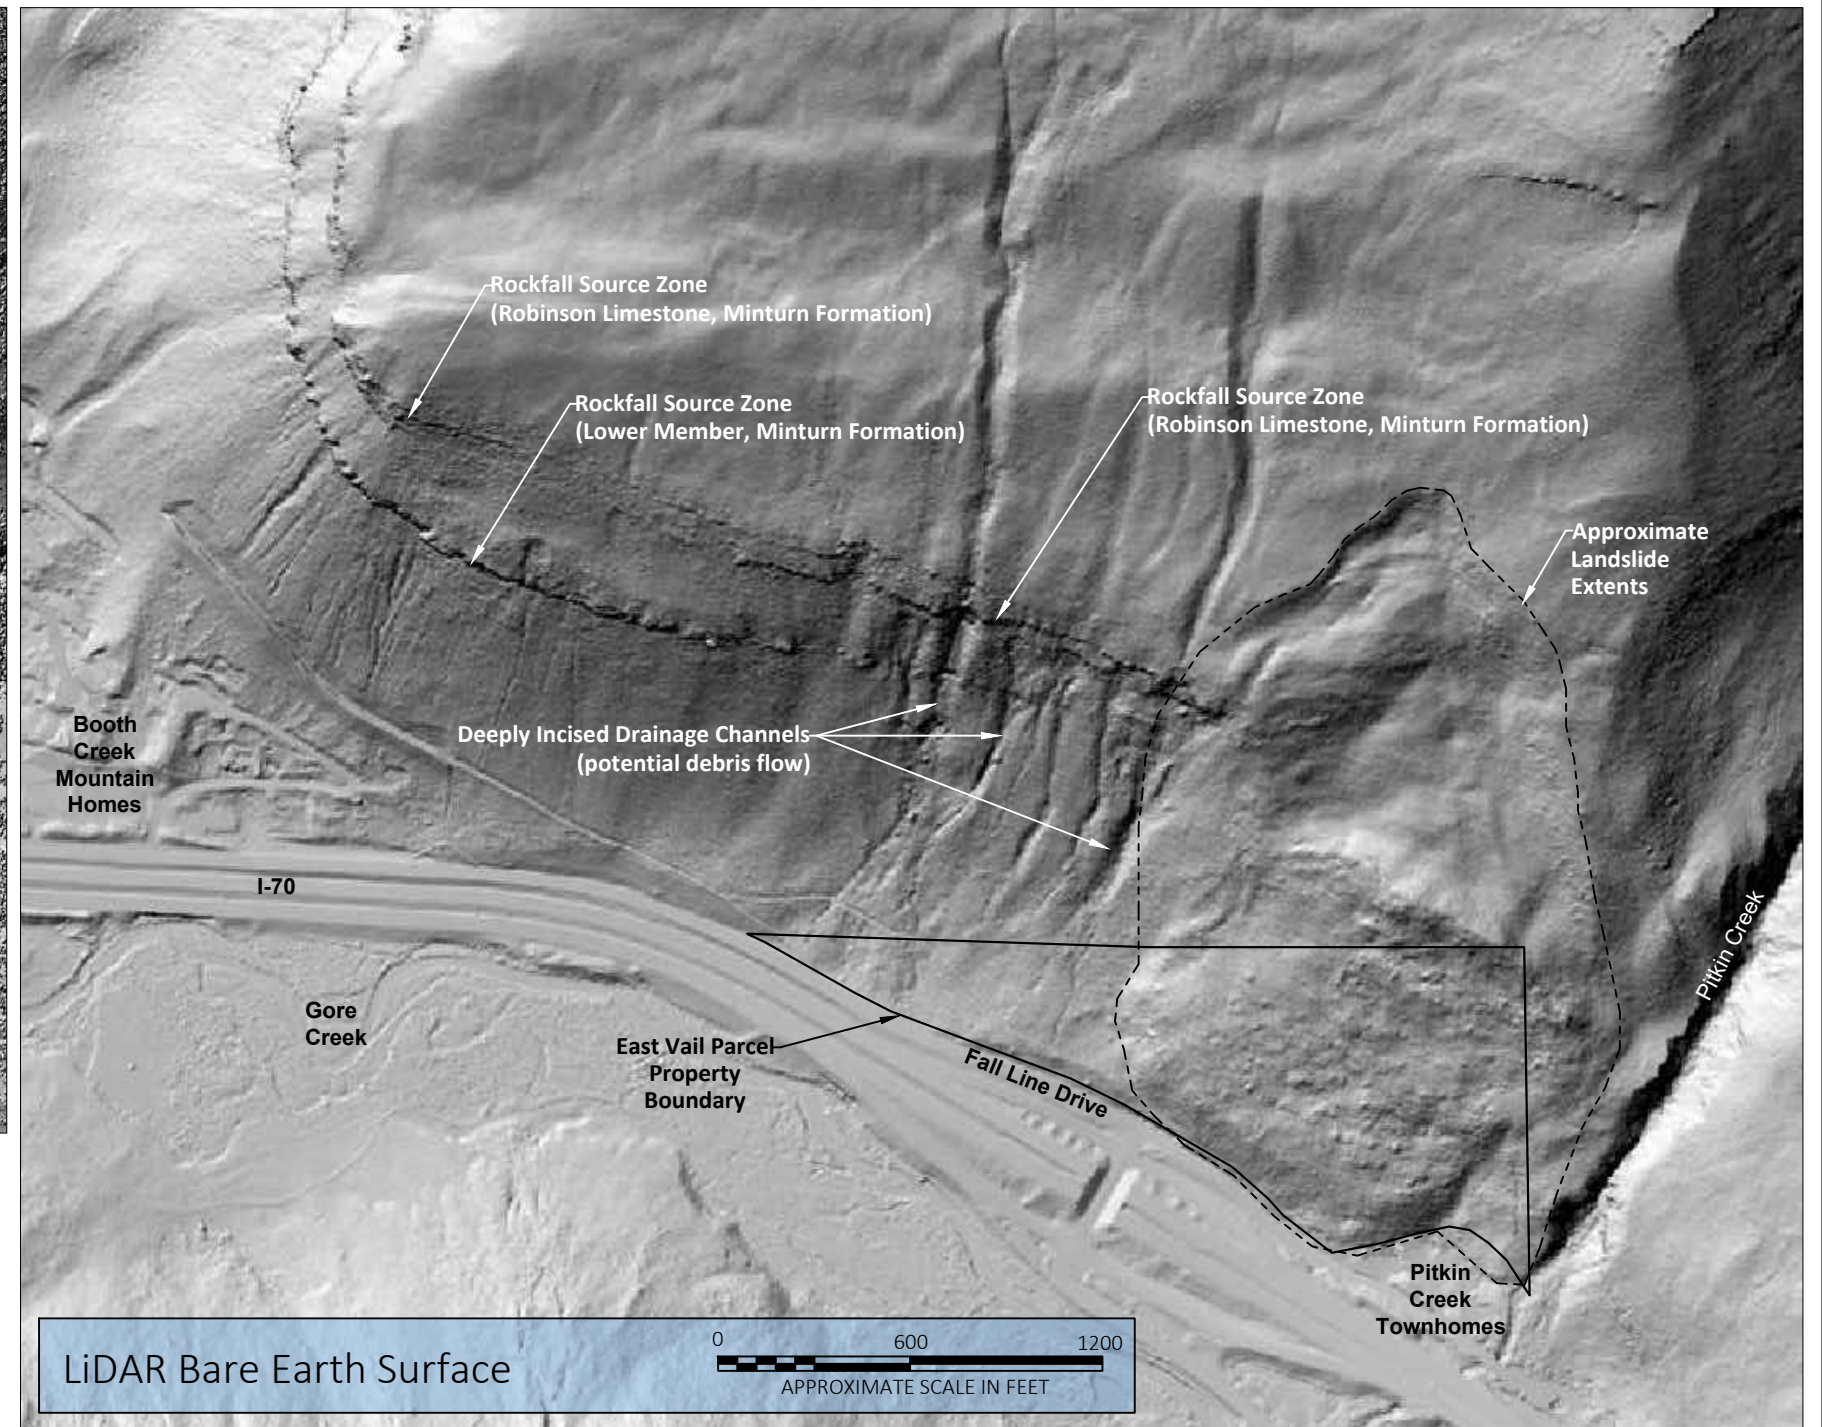 Rockfall Source Zone
(Robinson Limestone, Minturn Formation)
Rockfall Source Zone
(Lower Member, Minturn Formation)
Rockfall Source Zone
(Robinson Limestone, Minturn Formation)
Approximate
Landslide
Extents
Deeply Incised Drainage Channels
(potential debris flow)
Booth
Creek
Mountain
Homes
I-70
Pitkin Creek
Gore
Creek
East Vail Parcel
Property
Boundary
Fall Line Drive
Pitkin
Creek
Townhomes
LiDAR Bare Earth Surface
0 600 1200
APPROXIMATE SCALE IN FEET